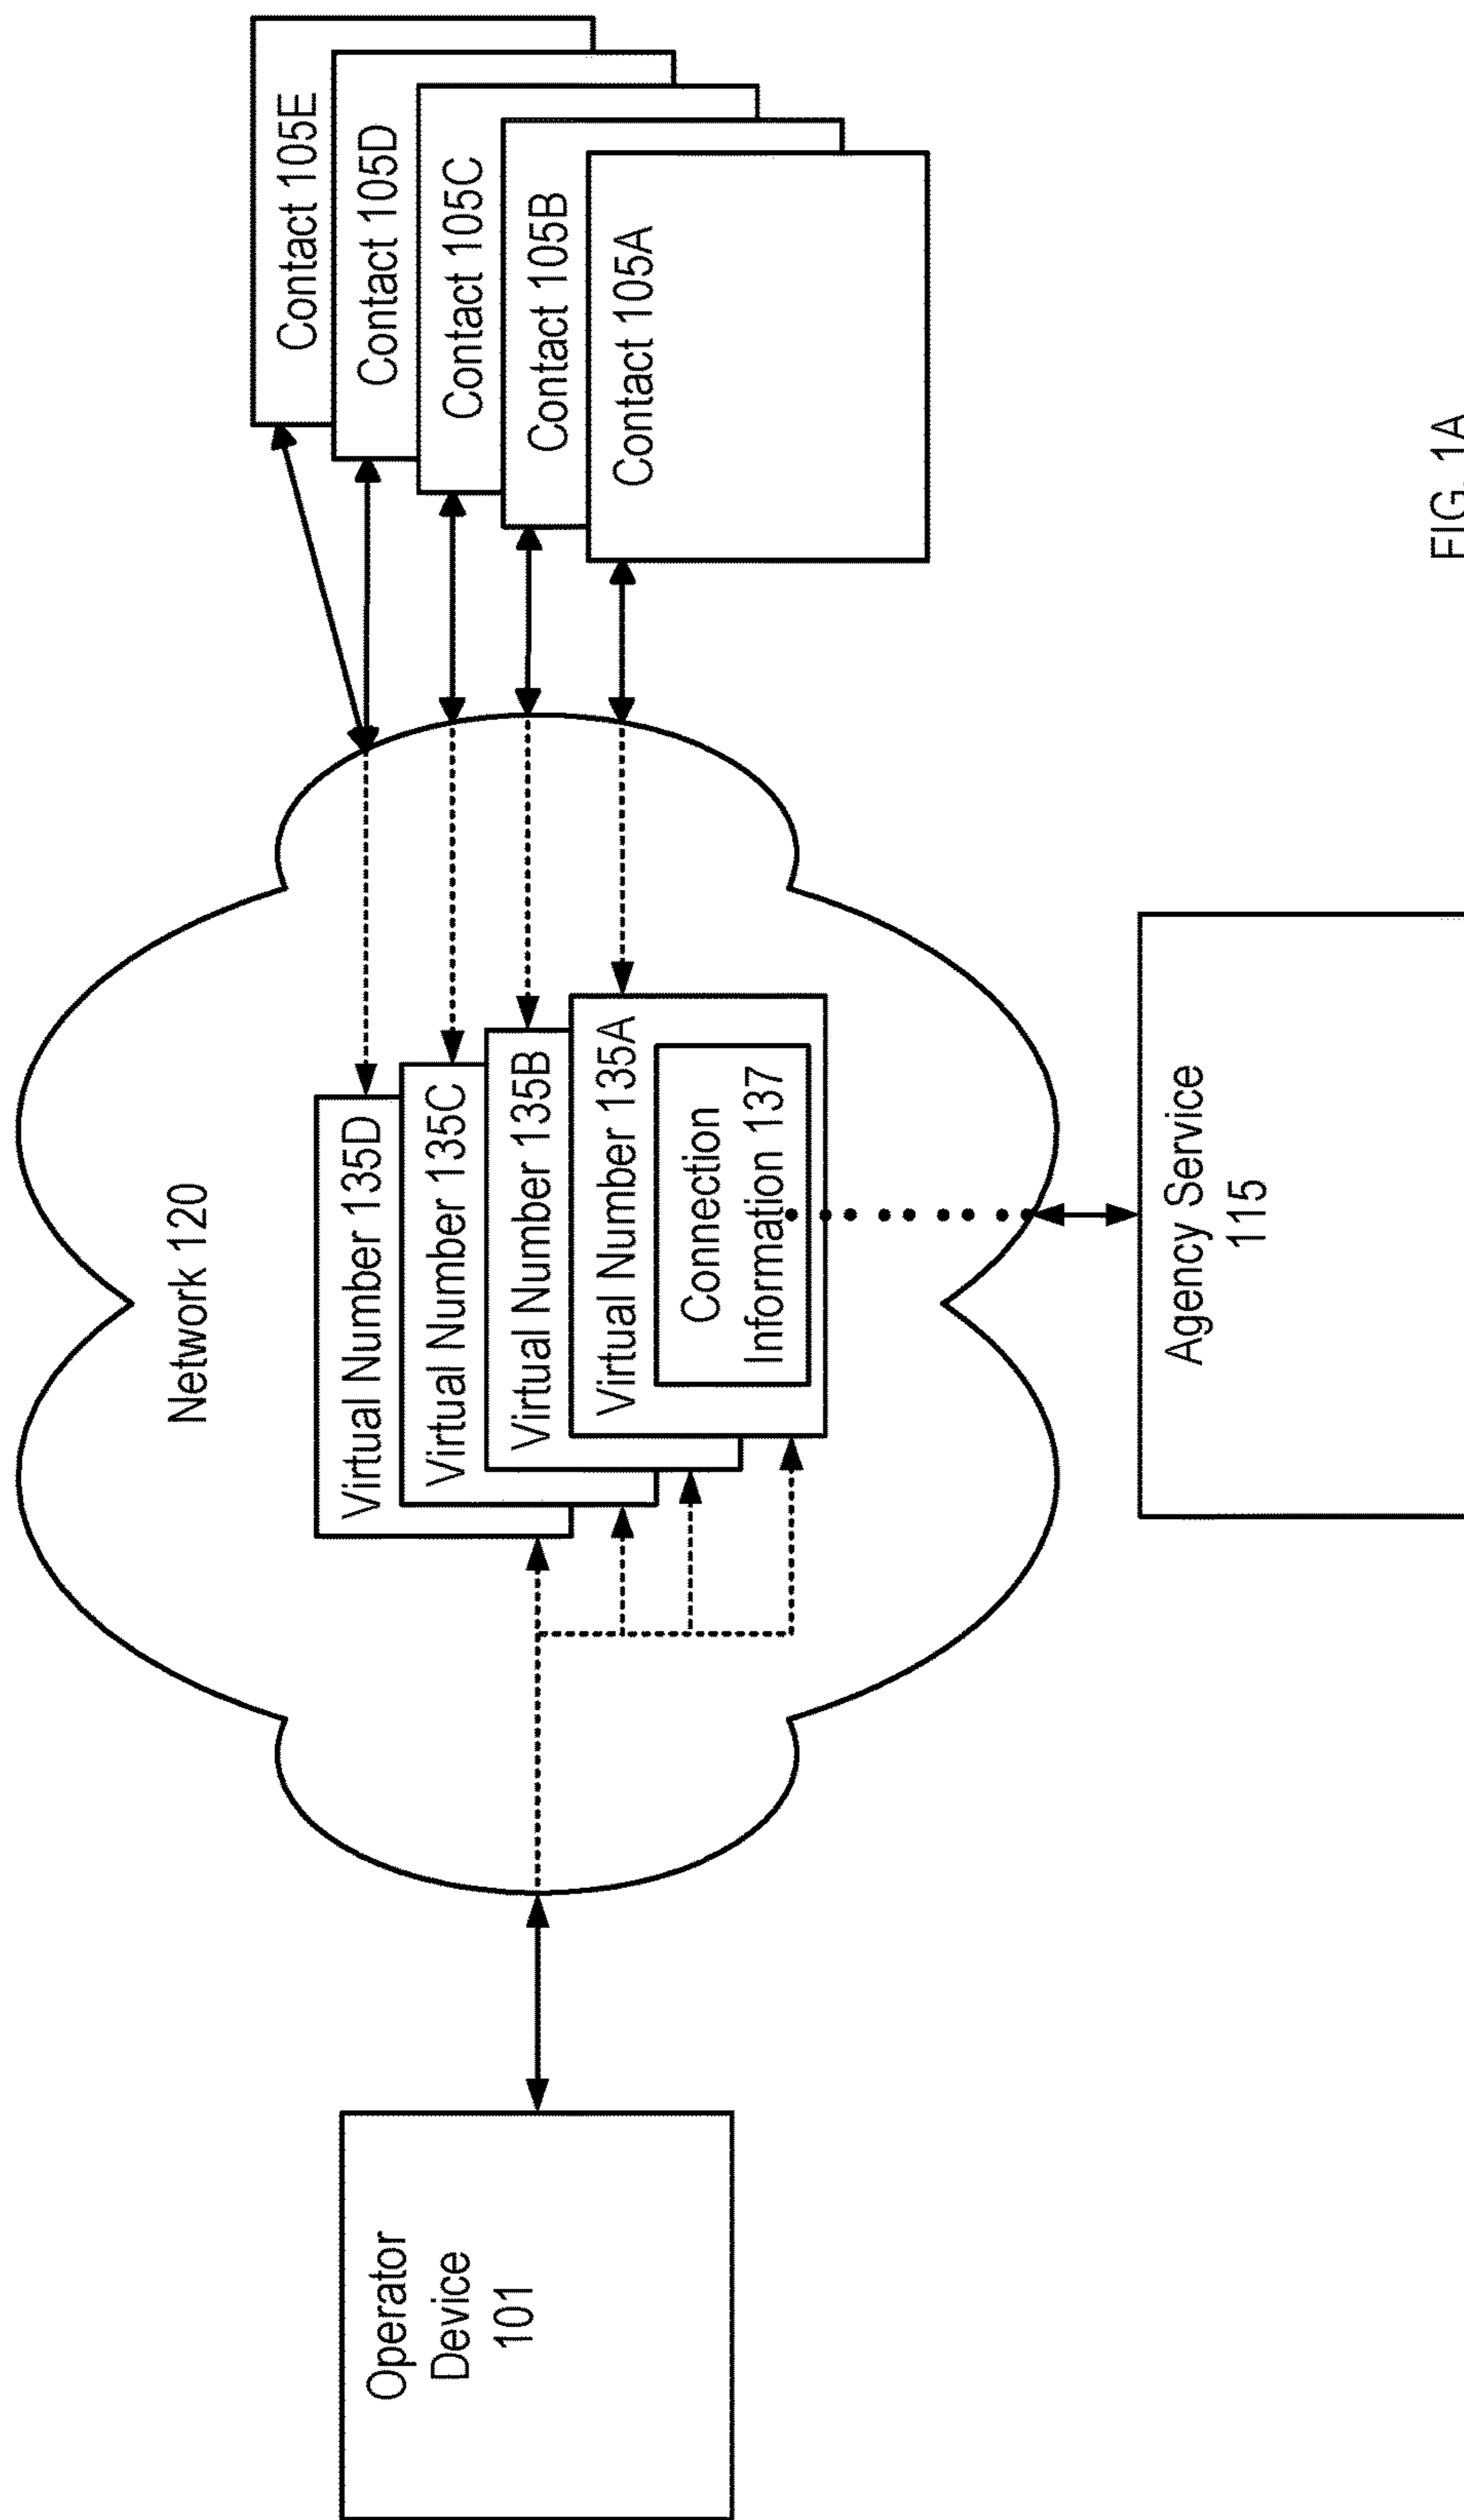 Network 120
Operator
Device
101
Virtual Number 135D
Virtual Number 135C
Virtual Number 135B
Virtual Number 135A
Connection
Information 137
Contact 105E
Contact 105D
Contact 105C
Contact 105B
Contact 105A
Agency Service
115
FIG. 1A